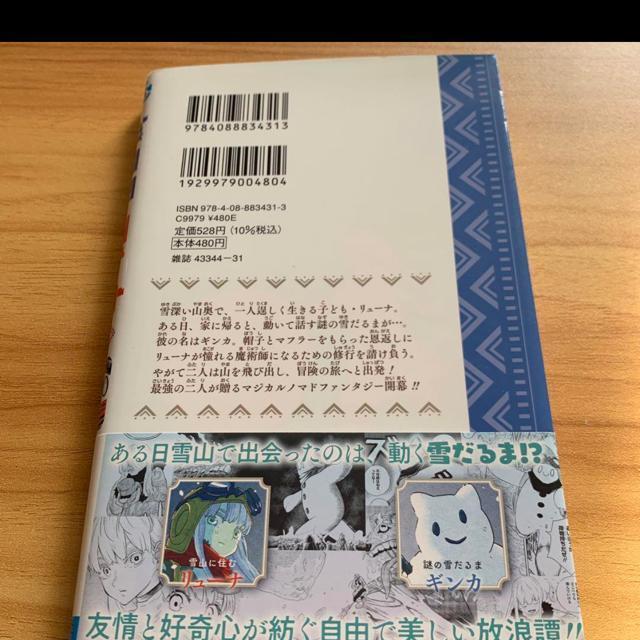 9784088834313
1929979004804
ISBN 978-4-08-883431-3
C9979 ¥480E
定価528円(10%税込)
本体480円
雑誌 43344-31
雪深い山奥で、一人逞しく生きる子ども・リューナ。
ある日、家に帰ると、動いて話す謎の雪だるまが…。
彼の名はギンカ。帽子とマフラーをもらった恩返しに
リューナが憧れる魔術師になるための修行を請け負う。
やがて二人は山を飛び出し、冒険の旅へと出発!
最強の二人が贈るマジカルノマドファンタジー開幕!!
ある日雪山で出会ったのは動く雪だるま!?
雪山に住む
リューナ
謎の雪だるま
ギンカ
友情と好奇心が紡ぐ自由で美しい放浪譚!!